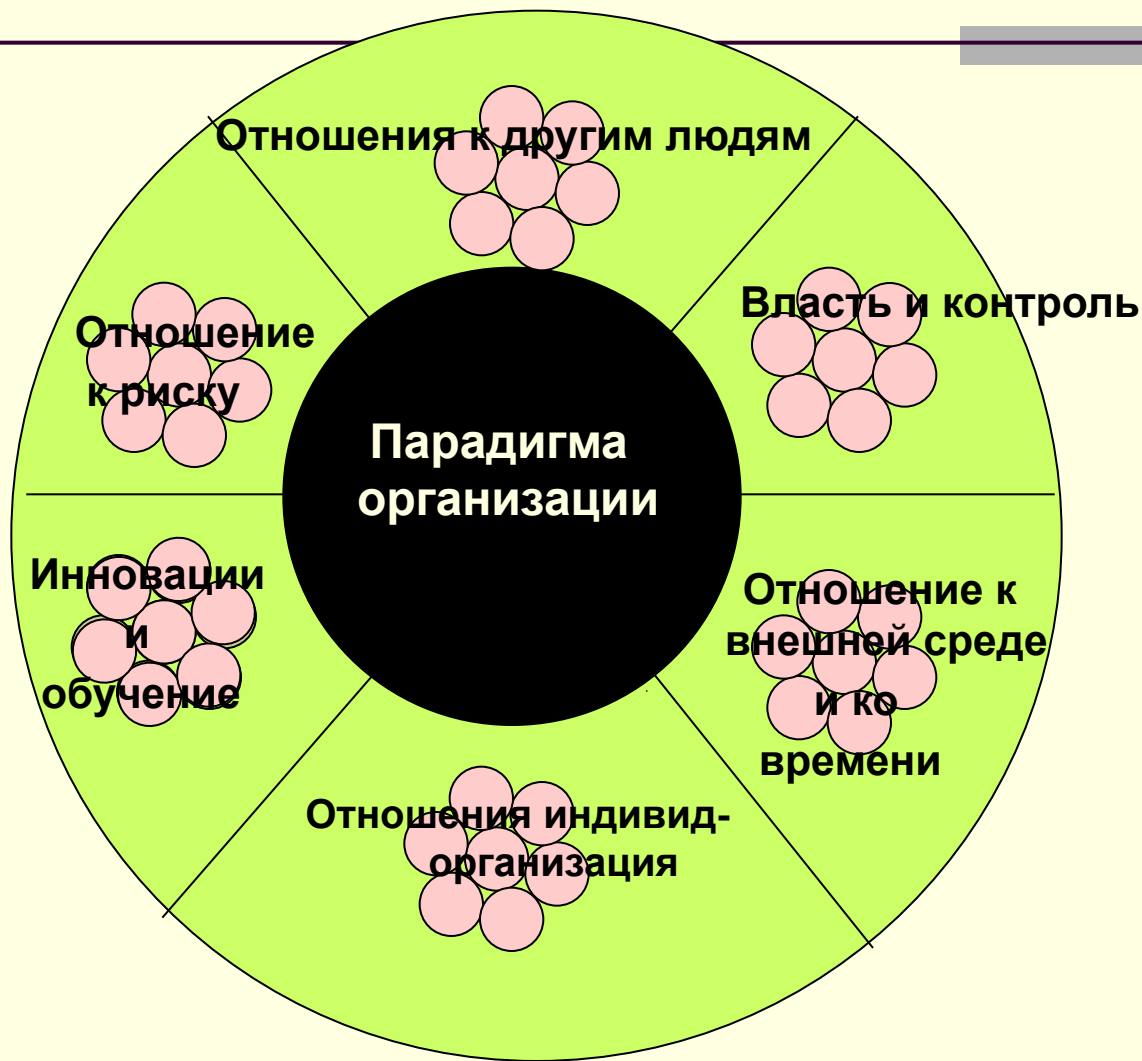 Отношения к другим людям
Власть и контроль
Отношение
к риску
Парадигма
организации
Инновации
и
обучение
Отношение к
внешней среде
и ко
времени
Отношения индивид-
организация